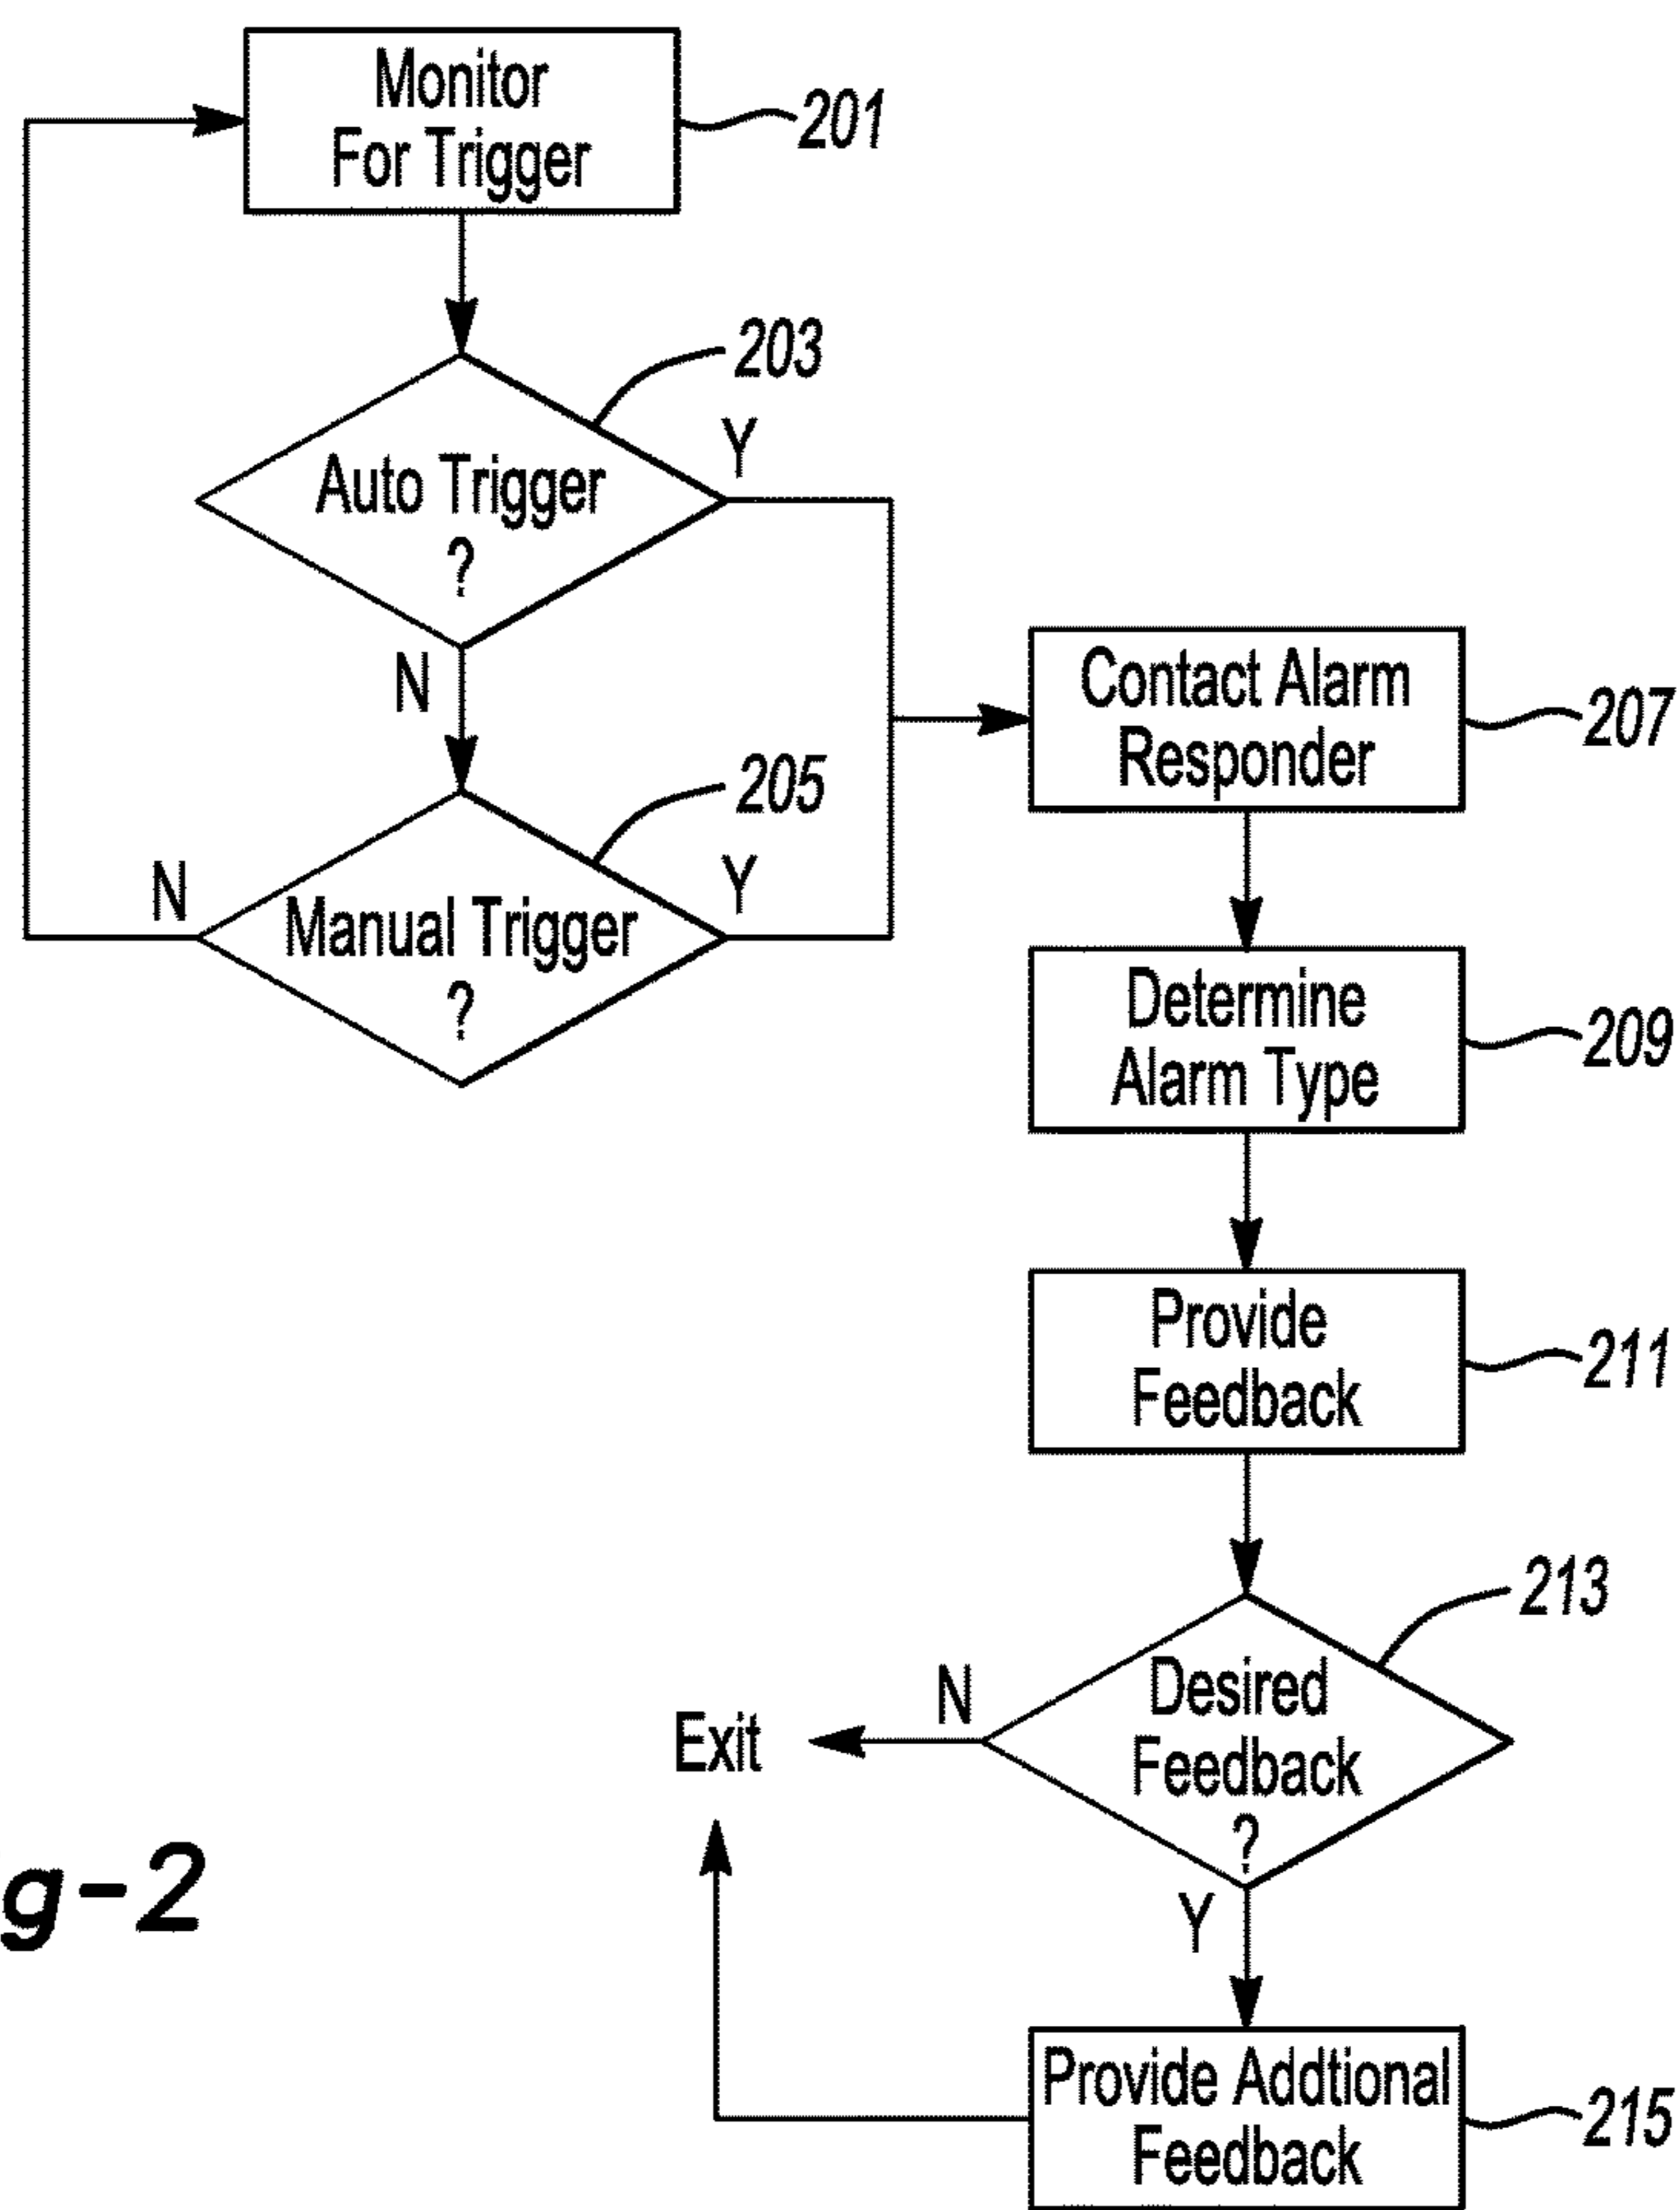 Monitor
For Trigger
201
203
Y
Auto Trigger
?
N
205
N
Y
Manual Trigger
?
Contact Alarm
Responder
207
Determine
Alarm Type
209
Provide
Feedback
211
213
N
Desired
Feedback
?
Exit
Y
Provide Addtional
Feedback
215
g-2